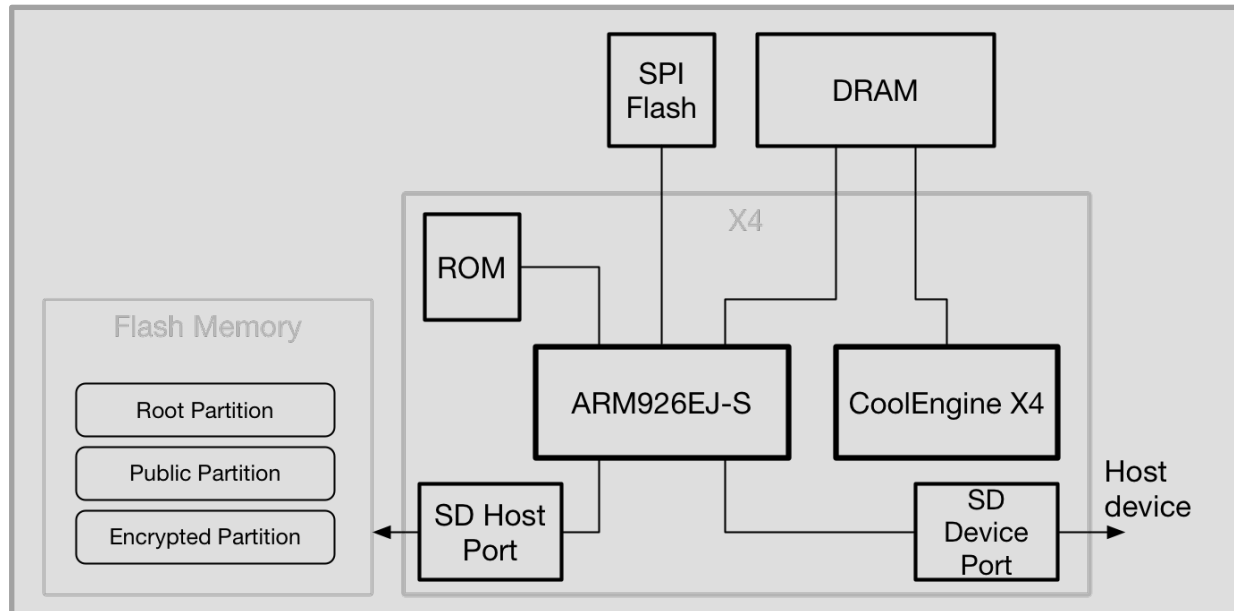 SPI
Flash
DRAM
X4
ROM
Flash Memory
Root Partition
Public Partition
Encrypted Partition
ARM926EJ-S
CoolEngine X4
SD Host
Port
SD
Device
Port
Host
device